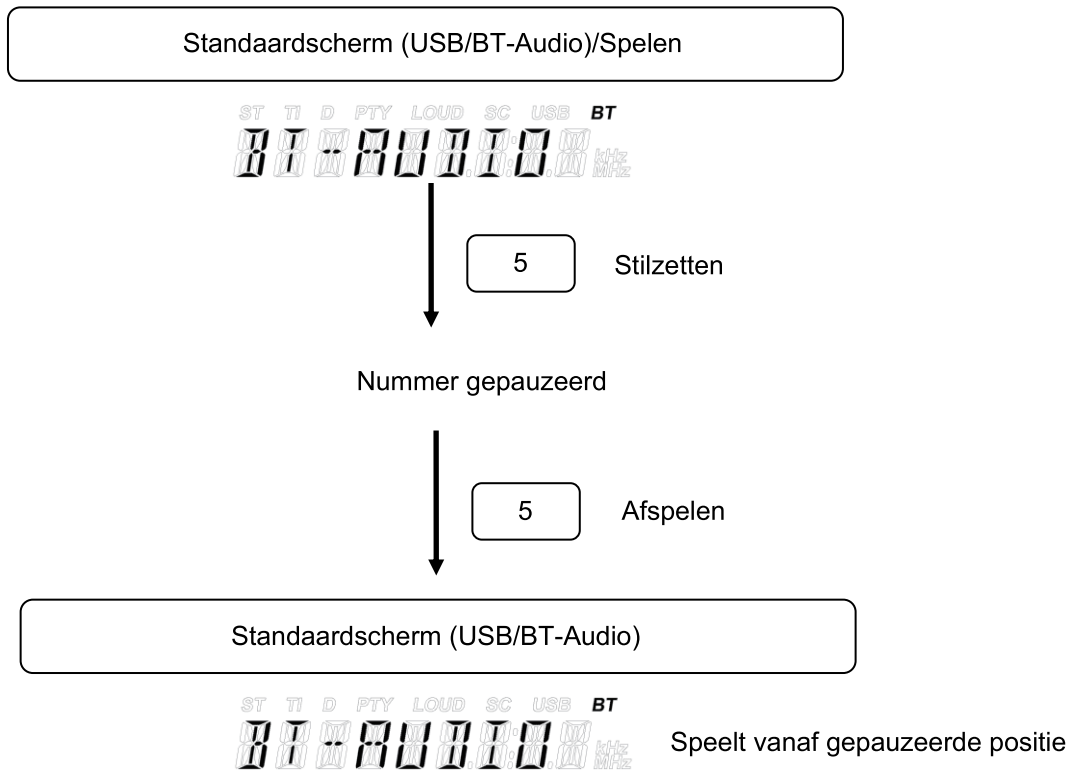 Standaardscherm (USB/BT-Audio)/Spelen
ST TI D PTY LOUD SC USB BT
BT-AUDIO kHz MHz
5 Stilzetten
Nummer gepauzeerd
5 Afspelen
Standaardscherm (USB/BT-Audio)
ST TI D PTY LOUD SC USB BT
BT-AUDIO kHz MHz
Speelt vanaf gepauzeerde positie